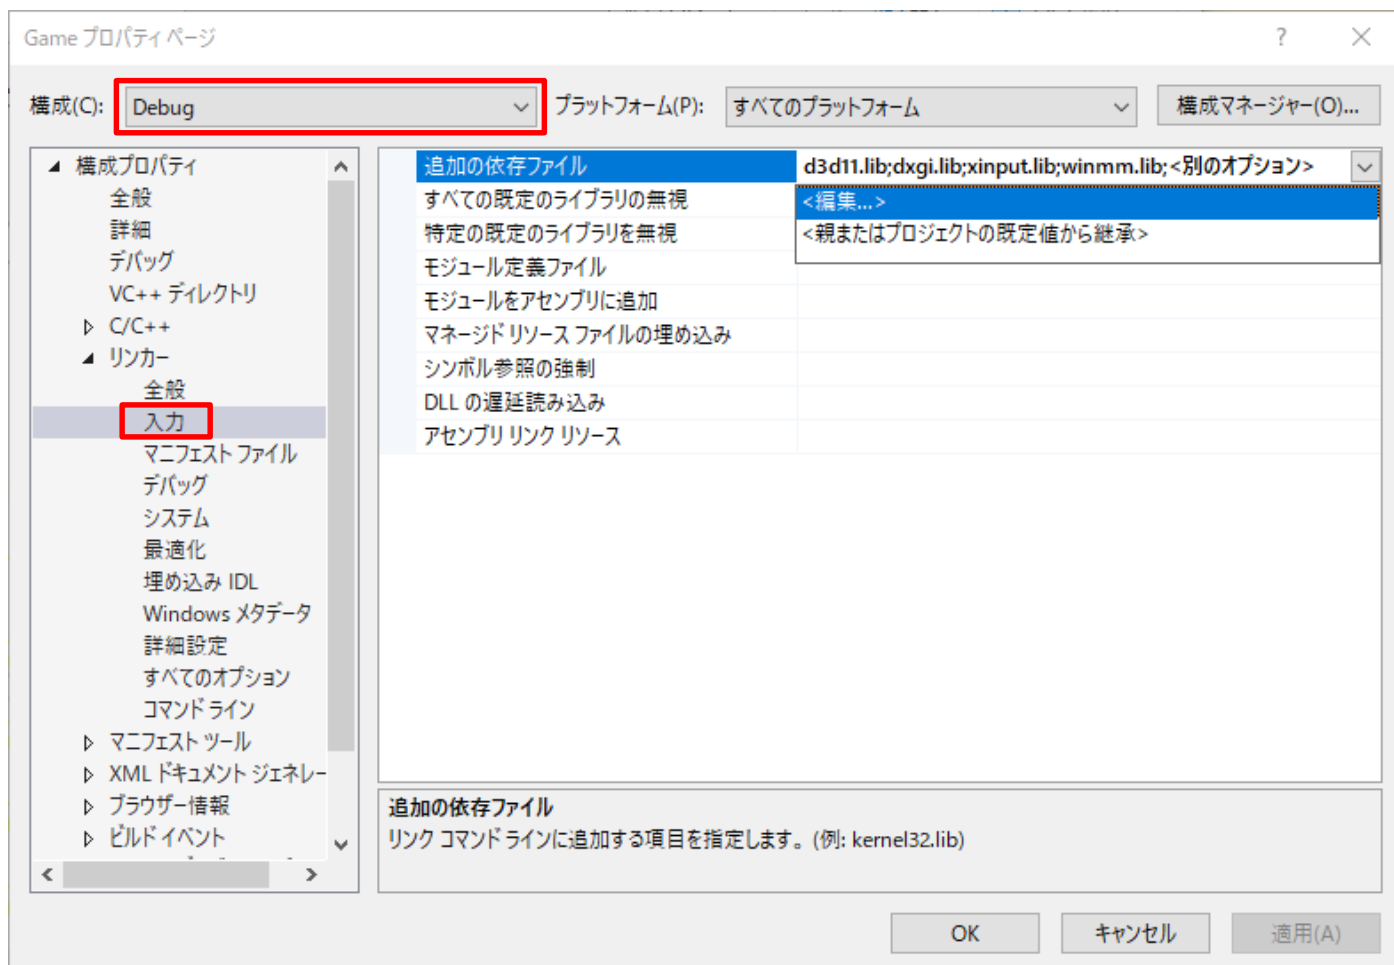 Game プロパティ ページ
構成(C):
Debug
プラットフォーム(P):
すべてのプラットフォーム
構成マネージャー(O)...
構成プロパティ
全般
詳細
デバッグ
VC++ ディレクトリ
C/C++
リンカー
全般
入力
マニフェスト ファイル
デバッグ
システム
最適化
埋め込み IDL
Windows メタデータ
詳細設定
すべてのオプション
コマンド ライン
マニフェスト ツール
XML ドキュメント ジェネレー
ブラウザー情報
ビルド イベント
追加の依存ファイル
d3d11.lib;dxgi.lib;xinput.lib;winmm.lib;<別のオプション>
すべての既定のライブラリの無視
<編集...>
特定の既定のライブラリを無視
<親またはプロジェクトの既定値から継承>
モジュール定義ファイル
モジュールをアセンブリに追加
マネージド リソース ファイルの埋め込み
シンボル参照の強制
DLL の遅延読み込み
アセンブリ リンク リソース
追加の依存ファイル
リンク コマンド ラインに追加する項目を指定します。(例: kernel32.lib)
OK
キャンセル
適用(A)